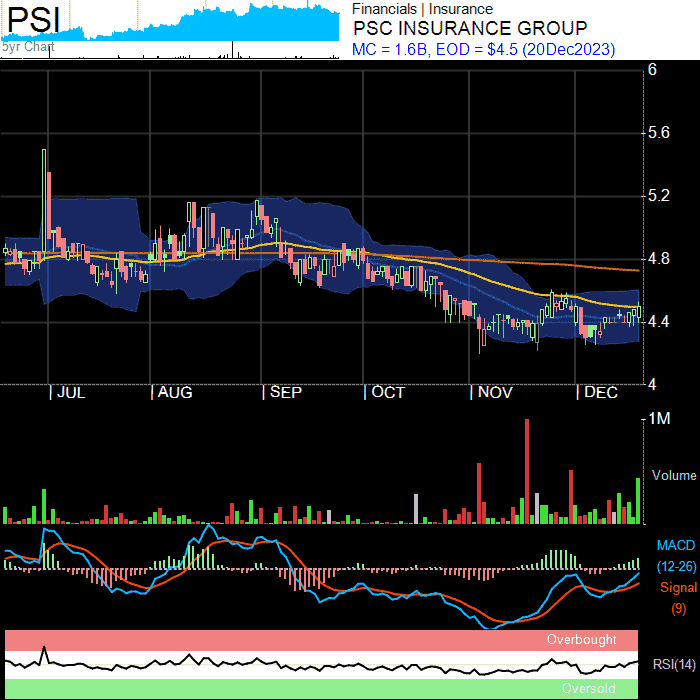 PSI
5yr Chart
Financials | Insurance
PSC INSURANCE GROUP
MC = 1.6B, EOD = $4.5 (20Dec2023)
6
5.6
5.2
4.8
4.4
4
| JUL | AUG | SEP | OCT | NOV | DEC
1M
Volume
MACD
(12-26)
Signal
(9)
Overbought
RSI(14)
Oversold